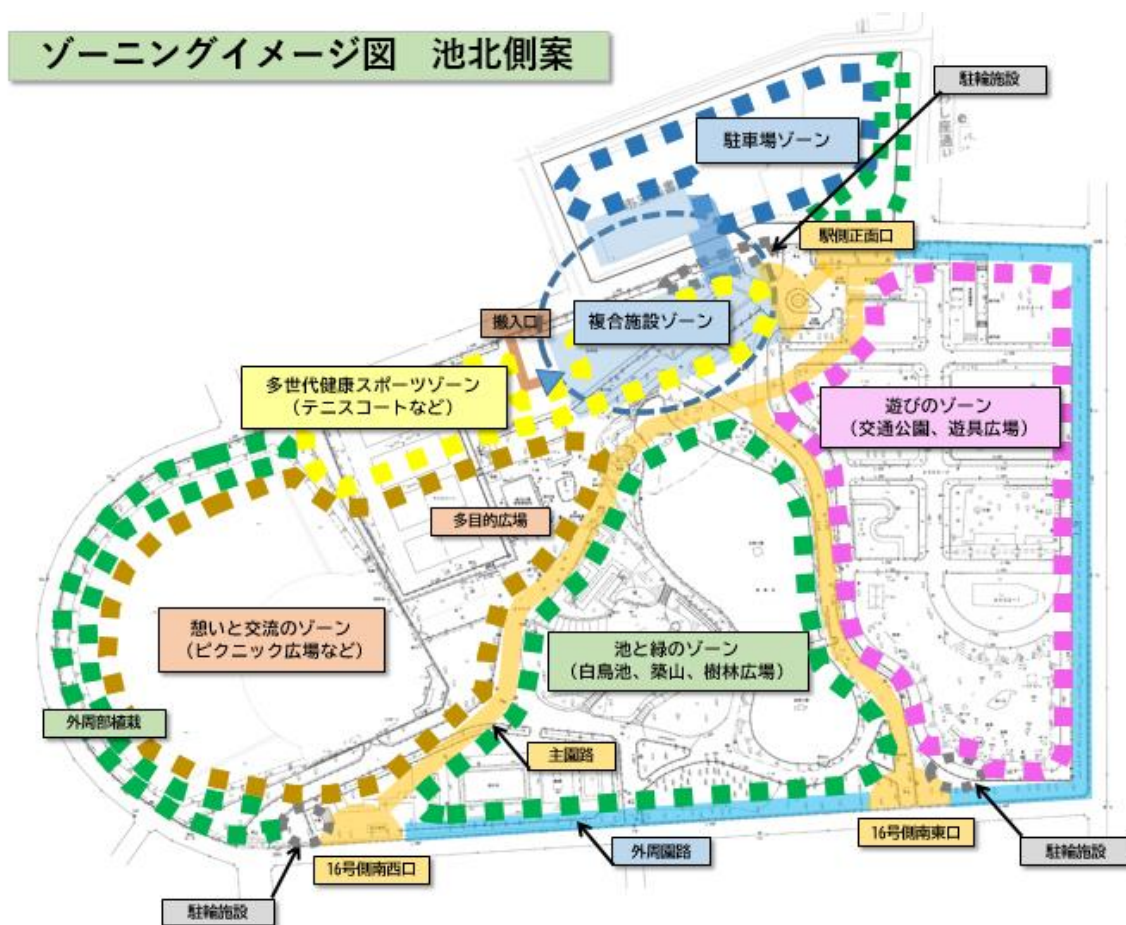 ゾーニングイメージ図　池北側案
駐輪施設
駐車場ゾーン
駅側正面口
搬入口
複合施設ゾーン
多世代健康スポーツゾーン
（テニスコートなど）
遊びのゾーン
（交通公園、遊具広場）
多目的広場
憩いと交流のゾーン
（ピクニック広場など）
池と緑のゾーン
（白鳥池、築山、樹林広場）
外周部植栽
主園路
16号側南東口
外周園路
駐輪施設
16号側南西口
駐輪施設